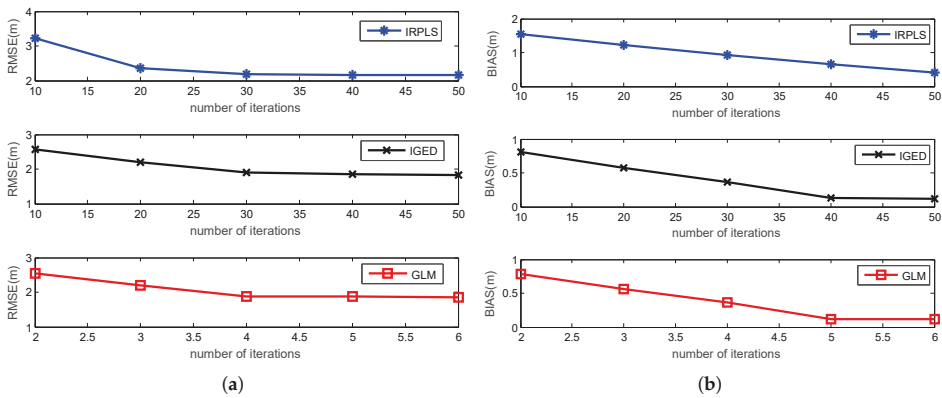 4
3
2
RMSE(m)
IRPLS
10 15 20 25 30 35 40 45 50
number of iterations
3
2
1
RMSE(m)
IGED
10 15 20 25 30 35 40 45 50
number of iterations
3
2
1
RMSE(m)
GLM
2 2.5 3 3.5 4 4.5 5 5.5 6
number of iterations
(a)
2
1
0
BIAS(m)
IRPLS
10 15 20 25 30 35 40 45 50
number of iterations
1
0.5
0
BIAS(m)
IGED
10 15 20 25 30 35 40 45 50
number of iterations
1
0.5
0
BIAS(m)
GLM
2 2.5 3 3.5 4 4.5 5 5.5 6
number of iterations
(b)